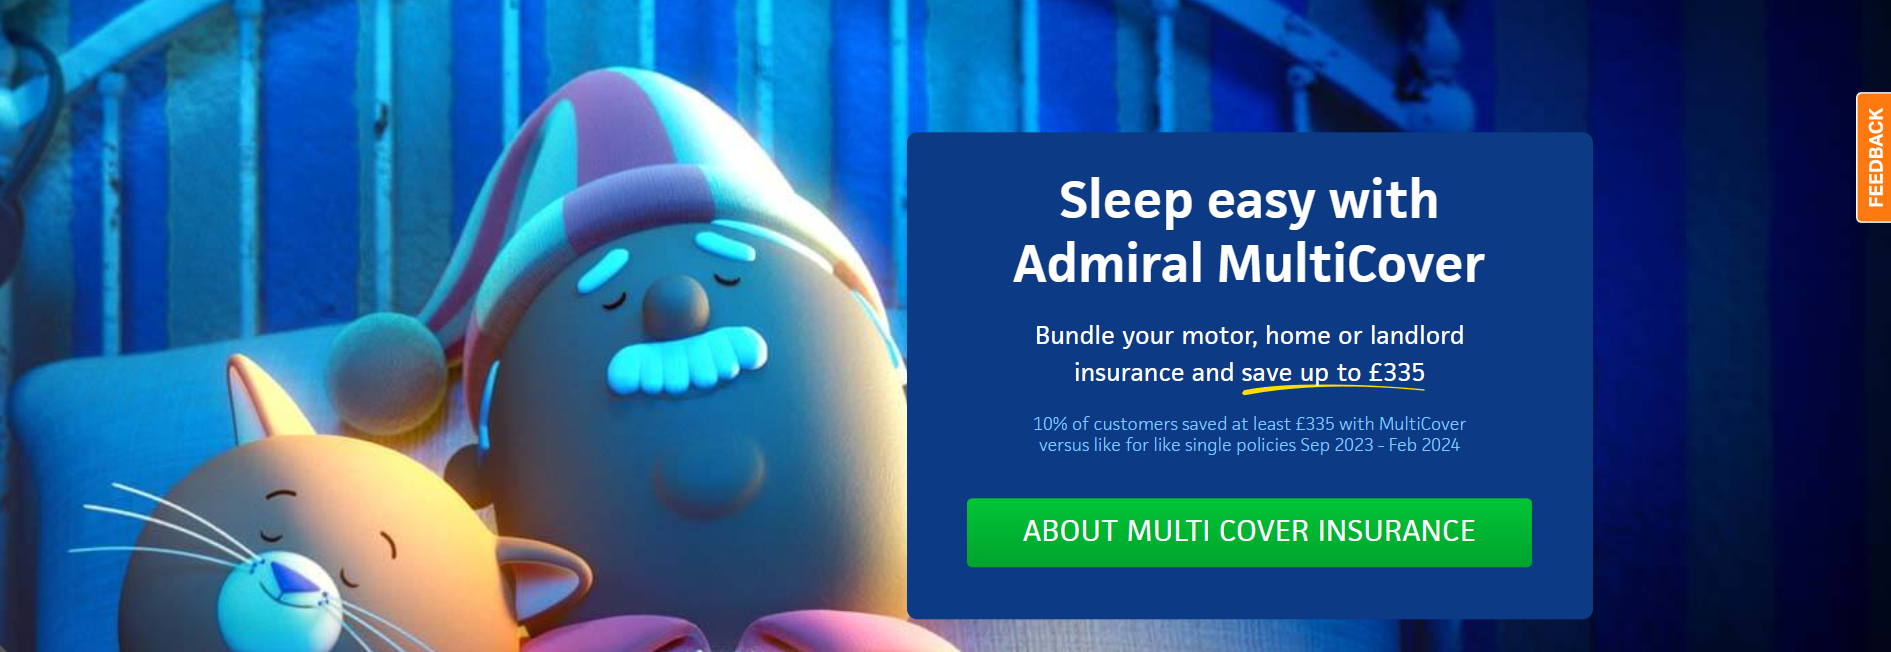 Sleep easy with
Admiral MultiCover
Bundle your motor, home or landlord
insurance and save up to £335
10% of customers saved at least £335 with MultiCover
versus like for like single policies Sep 2023 - Feb 2024
ABOUT MULTI COVER INSURANCE
FEEDBACK